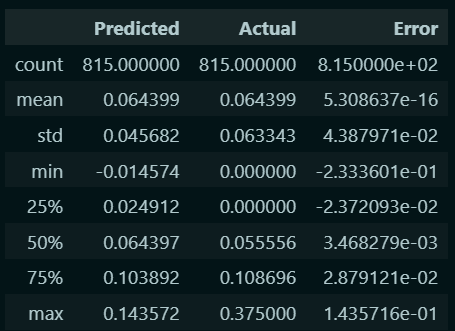 Predicted Actual Error
count 815.000000 815.000000 8.150000e+02
mean 0.064399 0.064399 5.308637e-16
std 0.045682 0.063343 4.387971e-02
min -0.014574 0.000000 -2.333601e-01
25% 0.024912 0.000000 -2.372093e-02
50% 0.064397 0.055556 3.468279e-03
75% 0.103892 0.108696 2.879121e-02
max 0.143572 0.375000 1.435716e-01